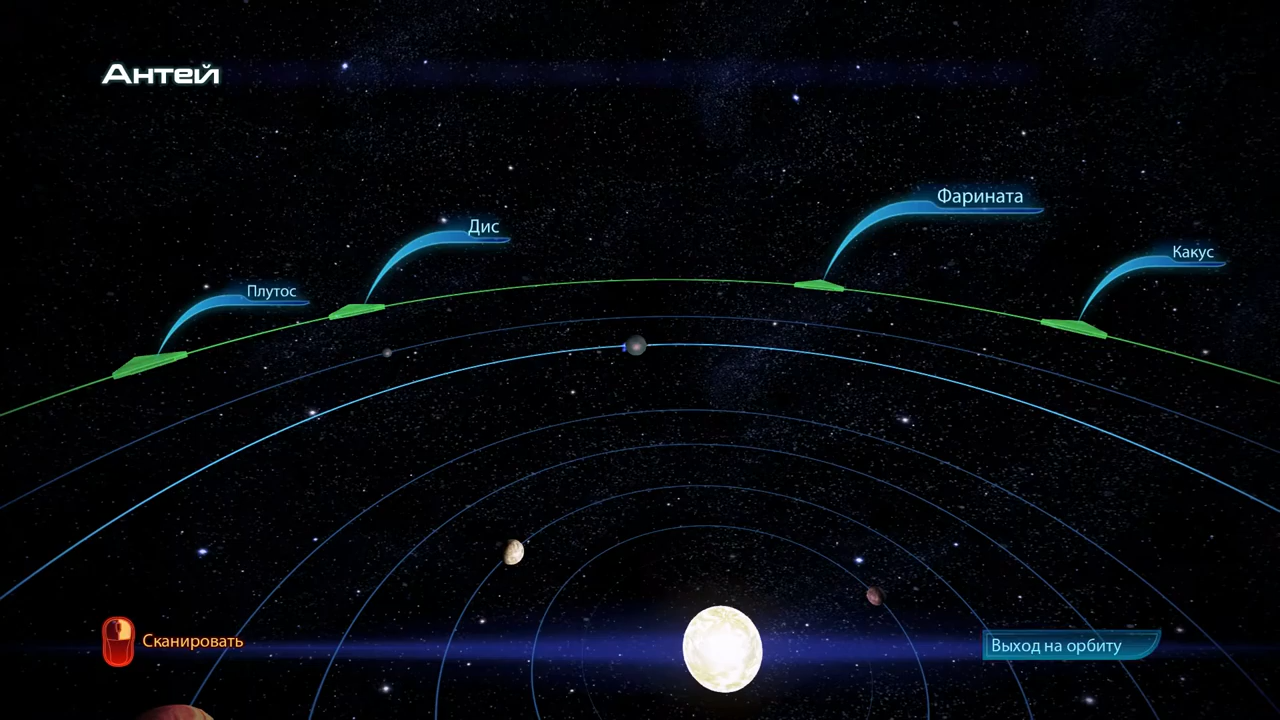 Антей
Фарината
Дис
Какус
Плутос
Сканировать
Выход на орбиту